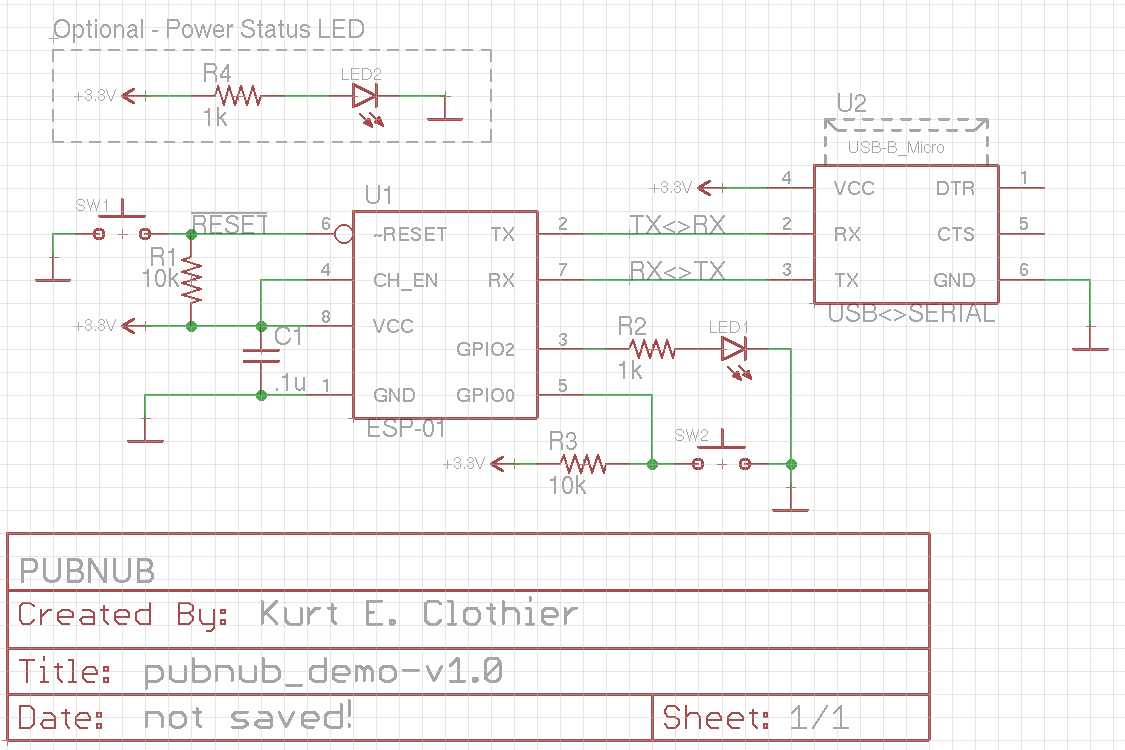 Optional - Power Status LED
R4
LED2
+3.3V
1k
U2
USB-B_Micro
+3.3V
4
VCC
DTR
1
SW1
RESET
U1
6
~RESET
TX
2
TX<>RX
2
RX
CTS
5
R1
10k
4
CH_EN
RX
7
RX<>TX
3
TX
GND
6
USB<>SERIAL
+3.3V
8
VCC
C1
.1u
GPIO2
3
R2
1k
LED1
1
GND
GPIO0
5
ESP-01
+3.3V
R3
10k
SW2
PUBNUB
Created By: Kurt E. Clothier
Title: pubnub_demo-v1.0
Date: not saved!
Sheet: 1/1